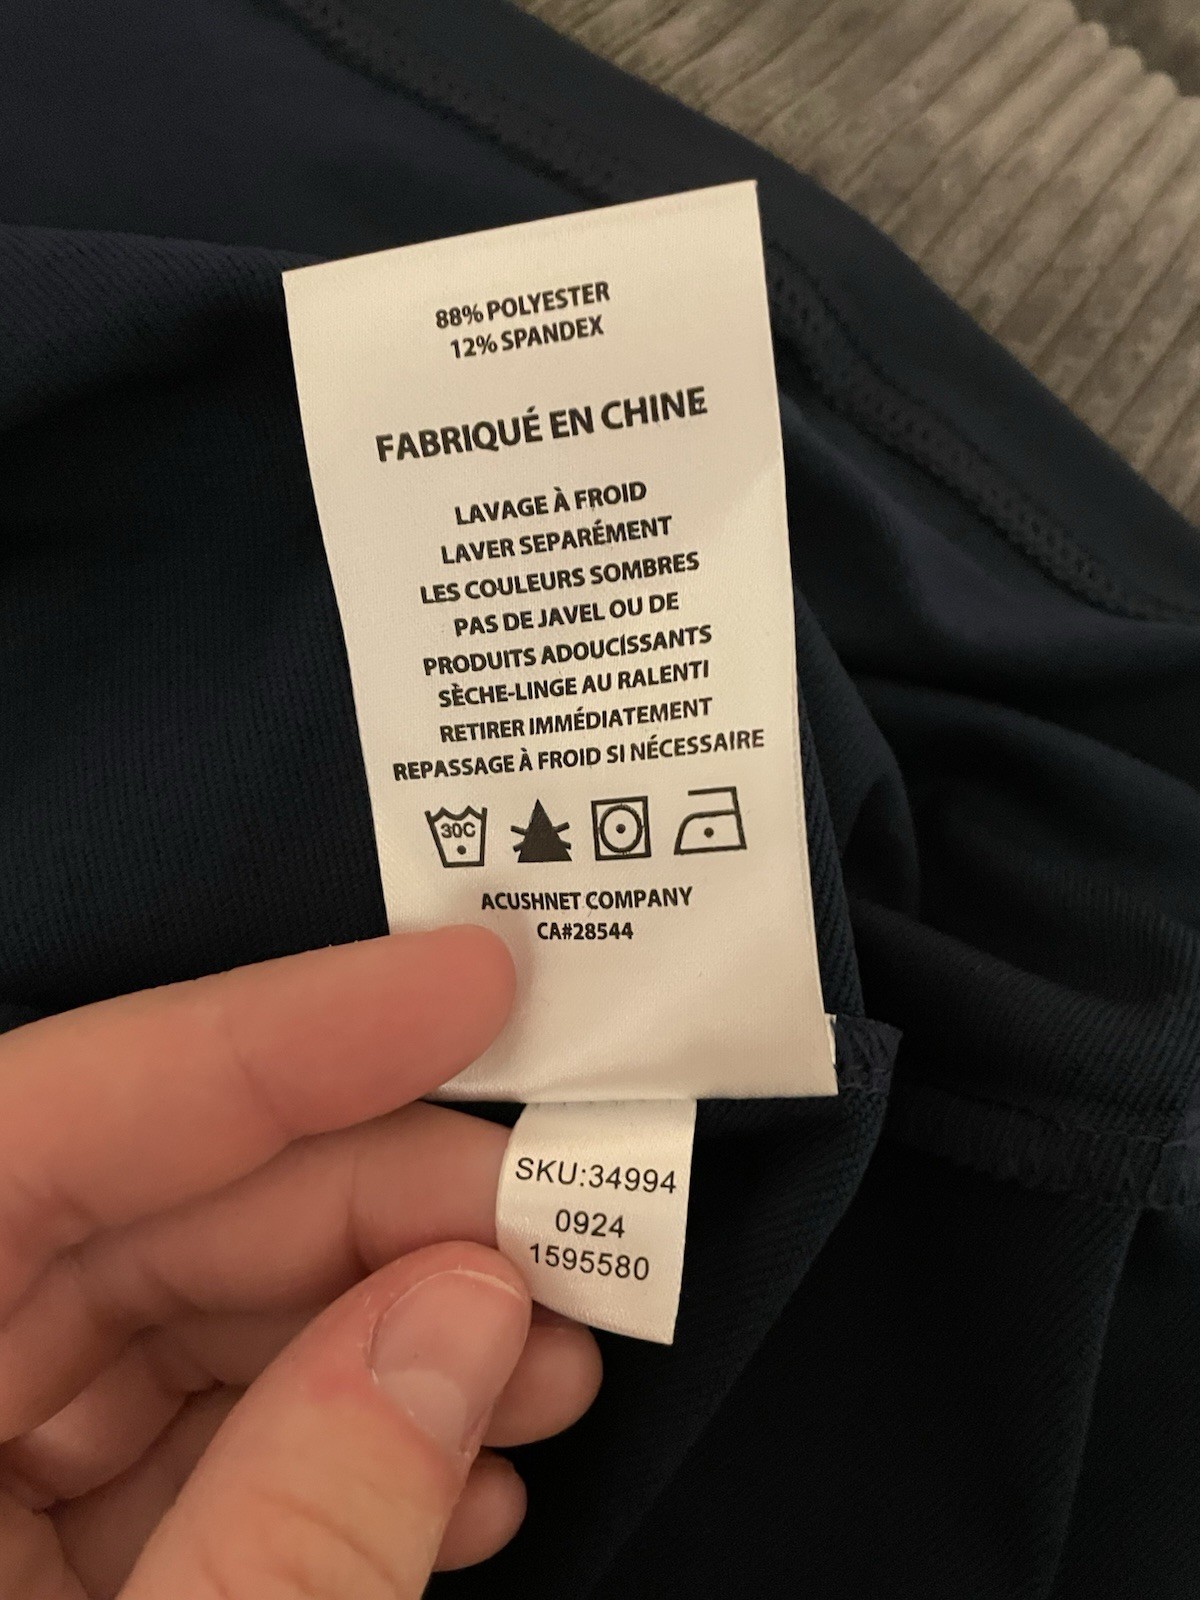 88% POLYESTER
12% SPANDEX
FABRIQUÉ EN CHINE
LAVAGE À FROID
LAVER SEPARÉMENT
LES COULEURS SOMBRES
PAS DE JAVEL OU DE
PRODUITS ADOUCISSANTS
SÈCHE-LINGE AU RALENTI
RETIRER IMMÉDIATEMENT
REPASSAGE À FROID SI NÉCESSAIRE
30C
ACUSHNET COMPANY
CA#28544
SKU:34994
0924
1595580